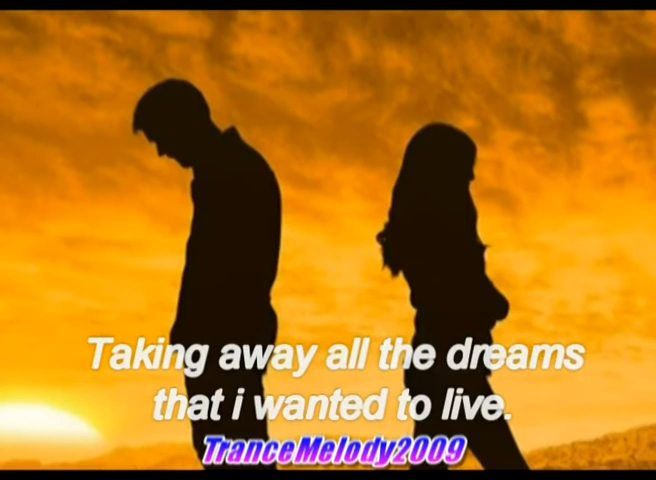 Taking away all the dreams
that i wanted to live.
TranceMelody2009